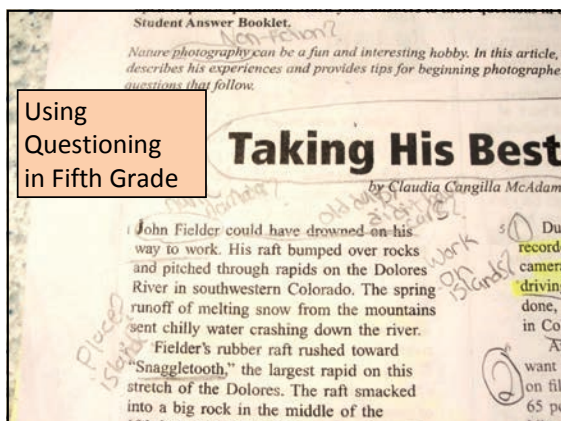 Student Answer Booklet.
Non-Fiction?
Nature photography can be a fun and interesting hobby. In this article,
describes his experiences and provides tips for beginning photographe
questions that follow.
Using
Questioning
in Fifth Grade
Taking His Best
by Claudia Cangilla McAdam
1 John Fielder could have drowned on his
way to work. His raft bumped over rocks
and pitched through rapids on the Dolores
River in southwestern Colorado. The spring
runoff of melting snow from the mountains
sent chilly water crashing down the river.
Fielder's rubber raft rushed toward
"Snaggletooth," the largest rapid on this
stretch of the Dolores. The raft smacked
into a big rock in the middle of the
Work
on
islands?
Place?
island?
5 1 Du
record
camera
driving
done,
in Co
A
2 want
on fil
65 pe